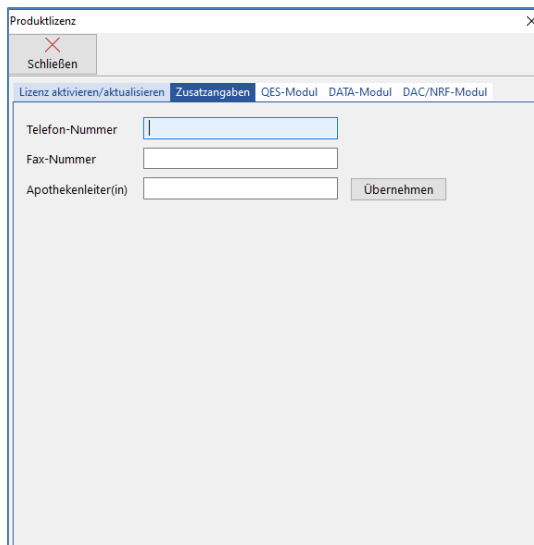 Produktlizenz
Schließen
Lizenz aktivieren/aktualisieren Zusatzangaben QES-Modul DATA-Modul DAC/NRF-Modul
Telefon-Nummer
Fax-Nummer
Apothekenleiter(in) Übernehmen